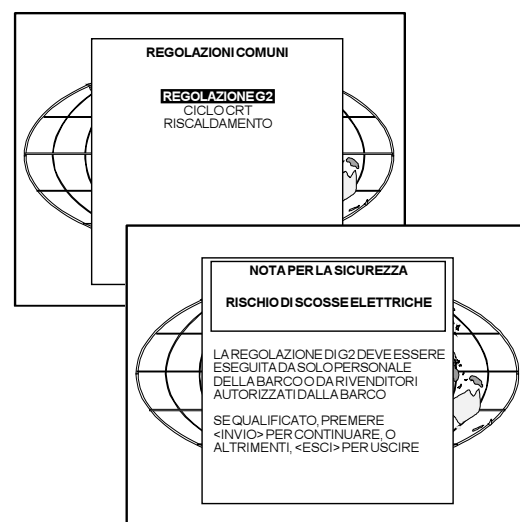 REGOLAZIONI COMUNI
REGOLAZIONE G2
CICLO CRT
RISCALDAMENTO
NOTA PER LA SICUREZZA
RISCHIO DI SCOSSE ELETTRICHE
LA REGOLAZIONE DI G2 DEVE ESSERE
ESEGUITA DA SOLO PERSONALE
DELLA BARCO O DA RIVENDITORI
AUTORIZZATI DALLA BARCO
SE QUALIFICATO, PREMERE
<INVIO> PER CONTINUARE, O
ALTRIMENTI, <ESCI> PER USCIRE